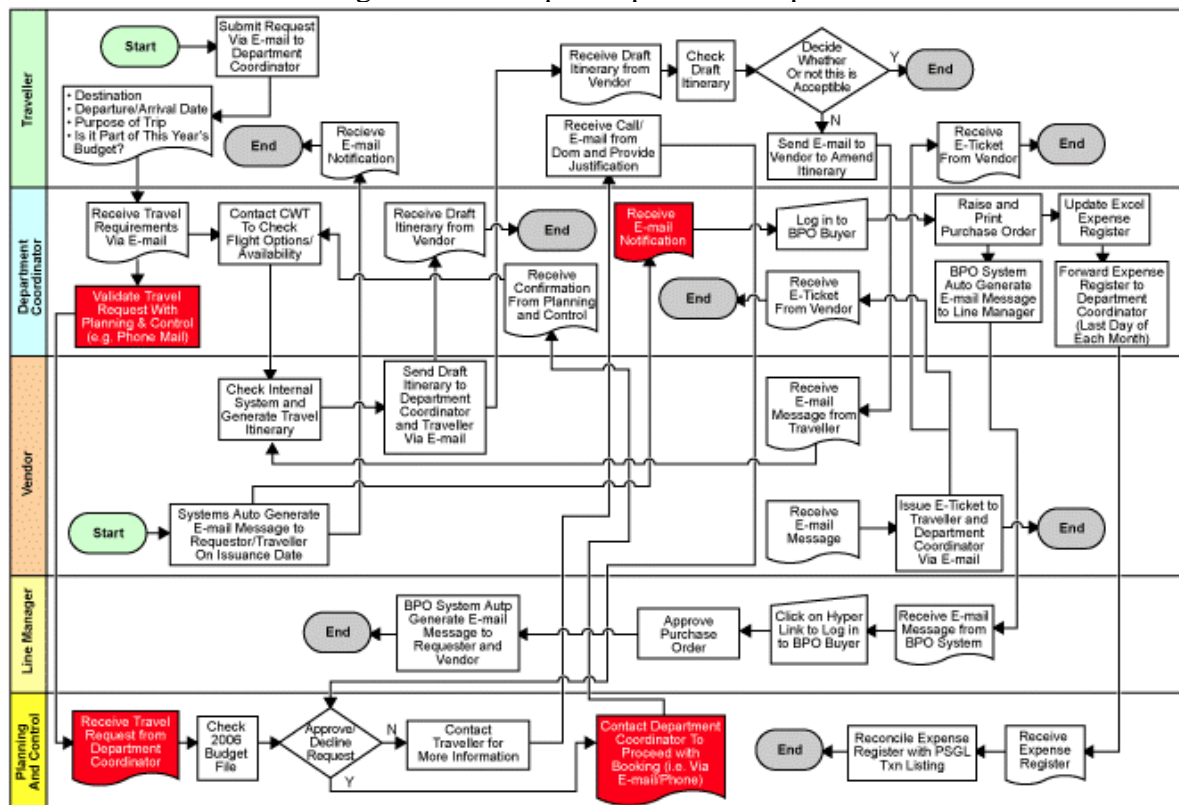 Traveller
Start
Submit Request
Via E-mail to
Department
Coordinator
• Destination
• Departure/Arrival Date
• Purpose of Trip
• Is it Part of This Year's
Budget?
End
Recieve
E-mail
Notification
Receive Draft
Itinerary from
Vendor
Check
Draft
Itinerary
Decide
Whether
Or not this is
Acceptible
Y
End
N
Receive Call/
E-mail from
Dom and Provide
Justification
Send E-mail to
Vendor to Amend
Itinerary
Receive
E-Ticket
From Vendor
End
Department
Coordinator
Receive Travel
Requirements
Via E-mail
Contact CWT
To Check
Flight Options/
Availability
Receive Draft
Itinerary from
Vendor
End
Receive
E-mail
Notification
Log in to
BPO Buyer
Raise and
Print
Purchase Order
Update Excel
Expense
Register
Validate Travel
Request With
Planning & Control
(e.g. Phone Mail)
Receive
Confirmation
From Planning
and Control
End
Receive
E-Ticket
From Vendor
BPO System
Auto Generate
E-mail Message
to Line Manager
Forward Expense
Register to
Department
Coordinator
(Last Day of
Each Month)
Vendor
Check Internal
System and
Generate Travel
Itinerary
Send Draft
Itinerary to
Department
Coordinator
and Traveller
Via E-mail
Receive
E-mail
Message from
Traveller
Start
Systems Auto Generate
E-mail Message to
Requestor/Traveller
On Issuance Date
Receive
E-mail
Message
Issue E-Ticket to
Traveller and
Department
Coordinator
Via E-mail
End
Line Manager
End
BPO System Autp
Generate E-mail
Message to
Requester and
Vendor
Approve
Purchase
Order
Click on Hyper
Link to Log in
to BPO Buyer
Receive E-mail
Message from
BPO System
Planning
And Control
Receive Travel
Request from
Department
Coordinator
Check
2006
Budget
File
Approve/
Decline
Request
N
Y
Contact
Traveller for
More Information
Contact Department
Coordinator To
Proceed with
Booking (i.e. Via
E-mail/Phone)
End
Reconcile Expense
Register with PSGL
Txn Listing
Receive
Expense
Register